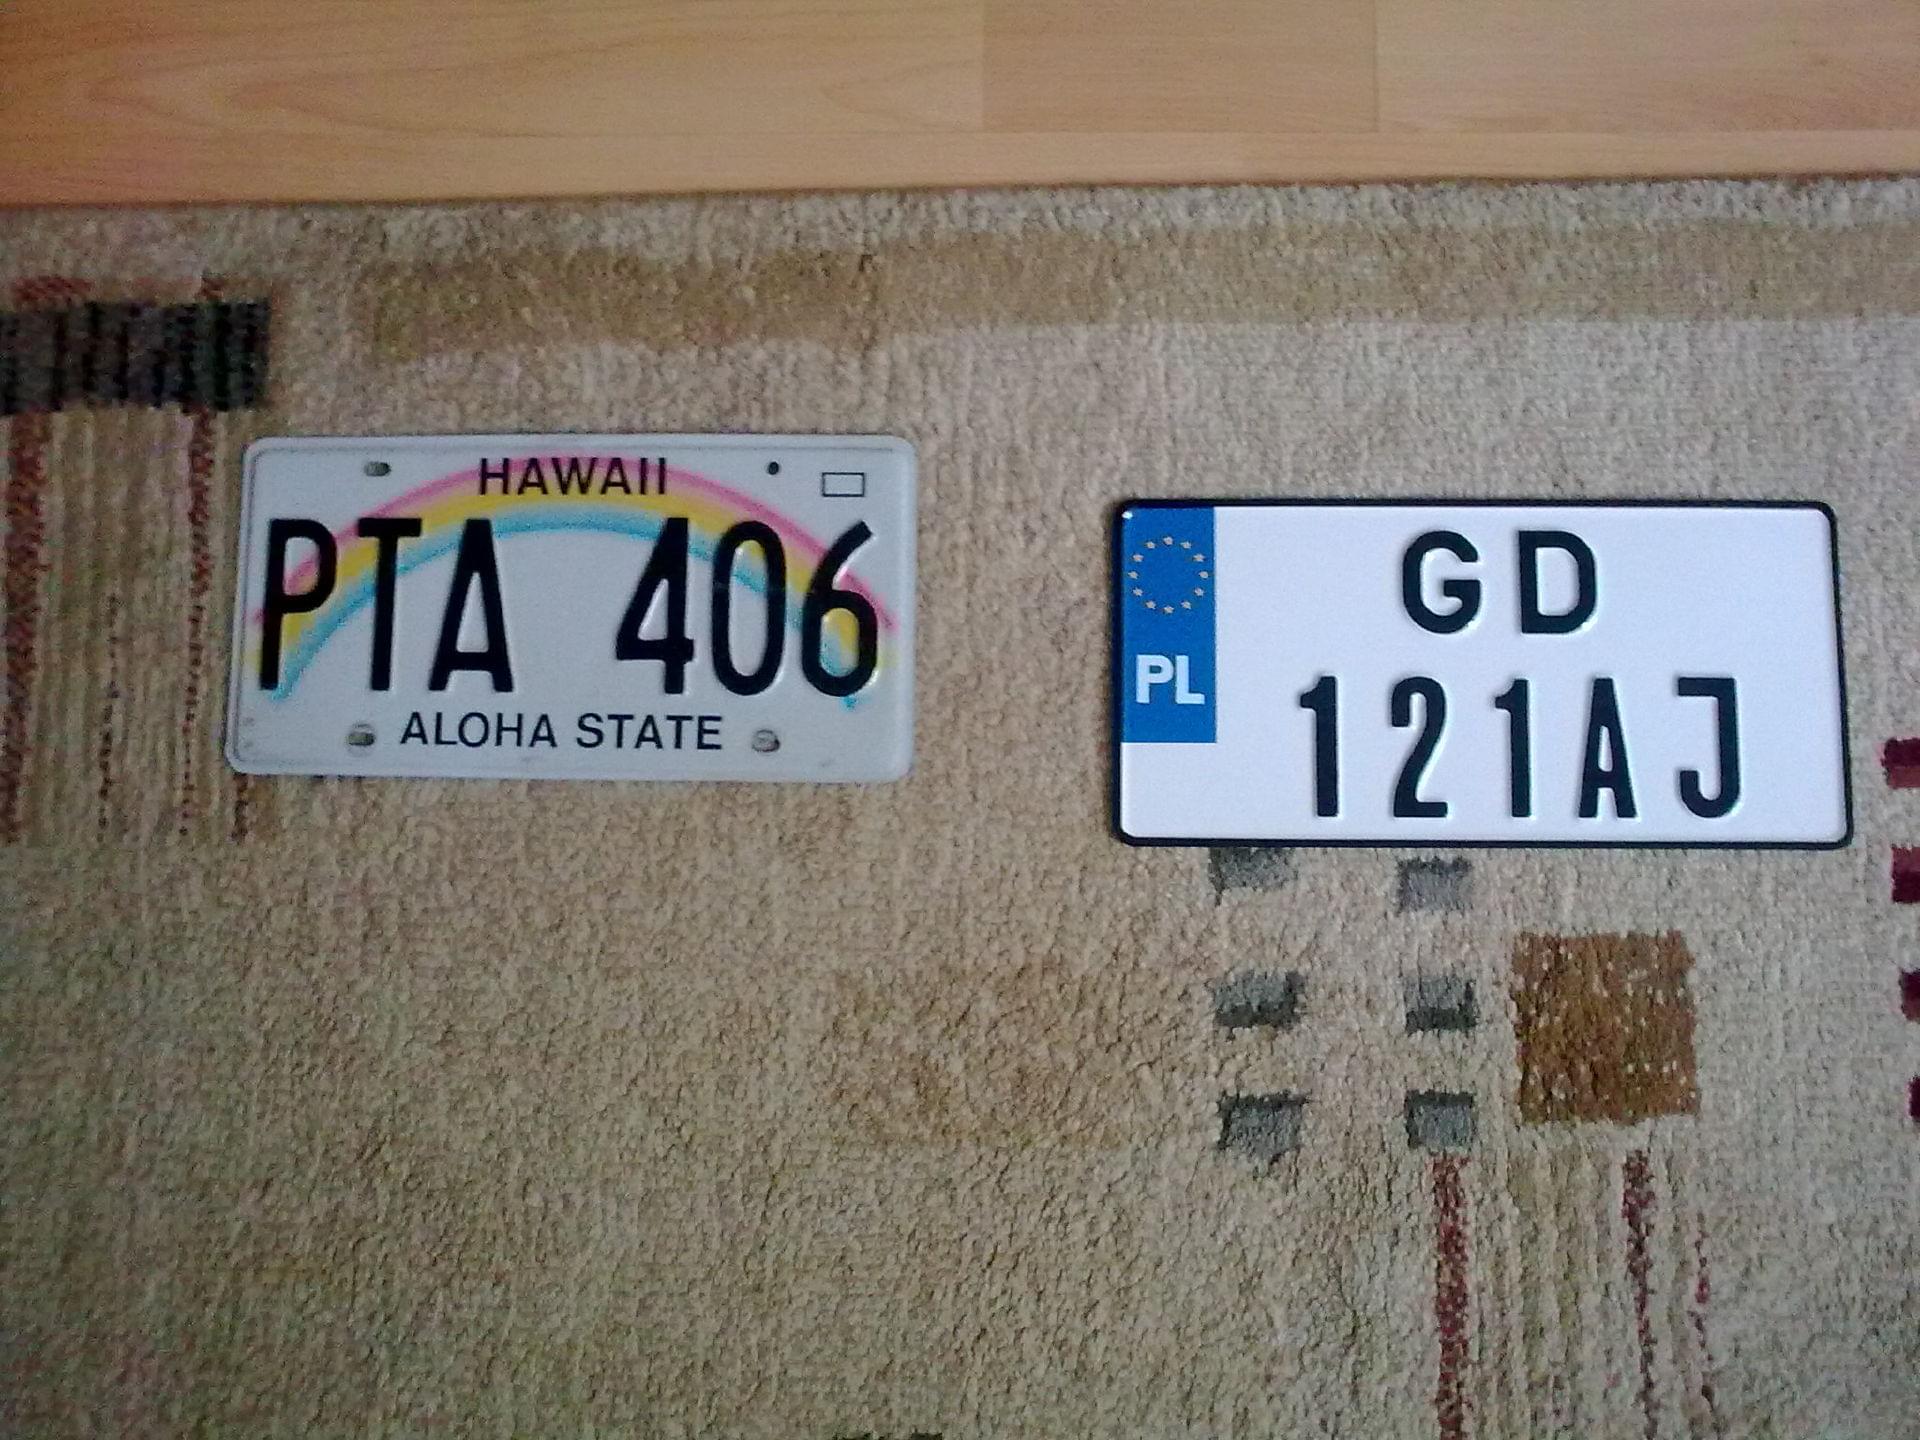 HAWAII
PTA 406
ALOHA STATE
PL
GD
121AJ